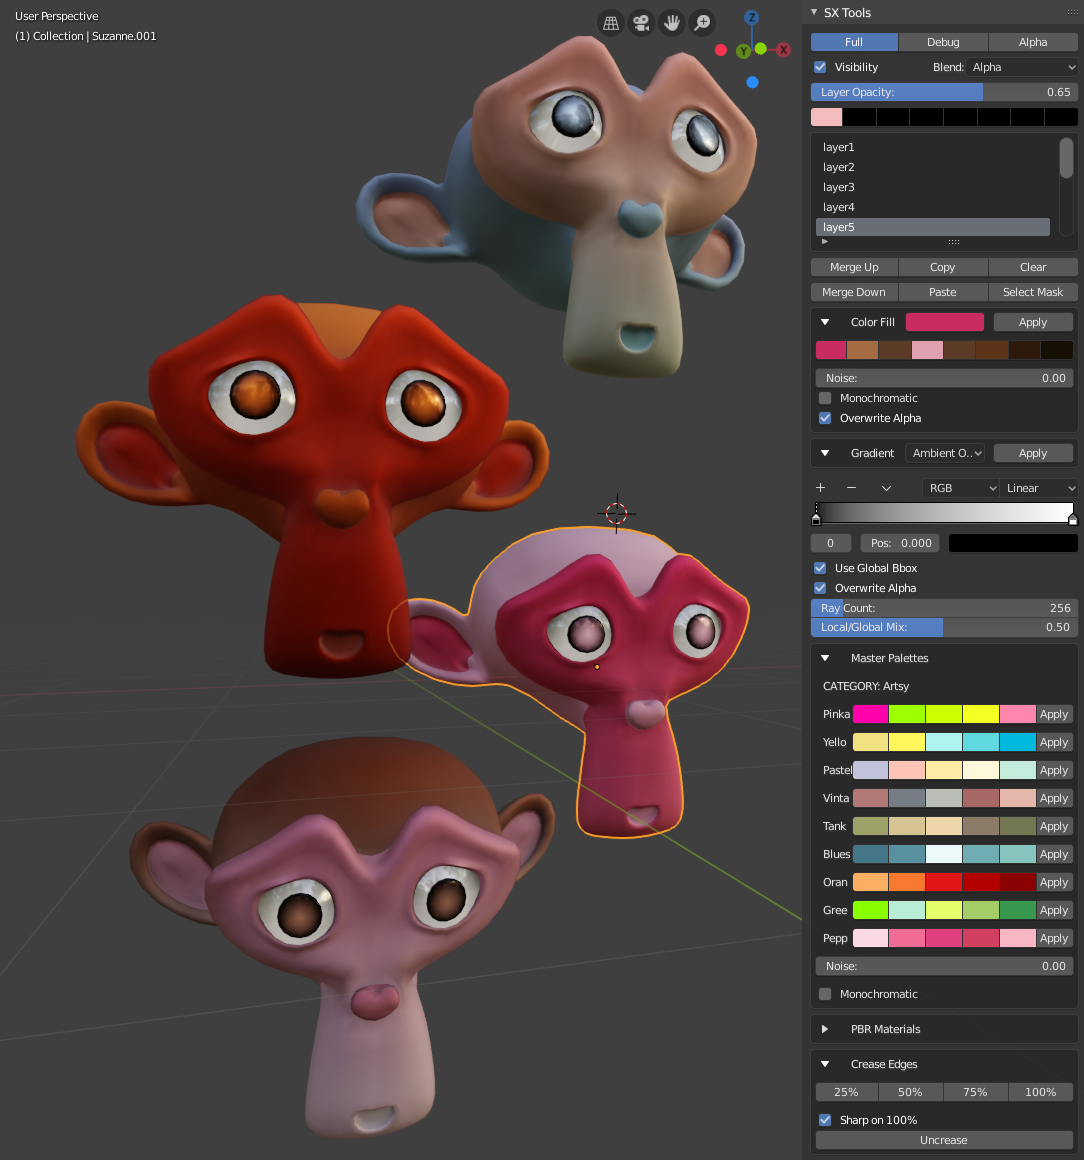 User Perspective
(1) Collection | Suzanne.001
Z
Y
X
SX Tools
Full Debug Alpha
Visibility Blend: Alpha
Layer Opacity: 0.65
layer1
layer2
layer3
layer4
layer5
Merge Up Copy Clear
Merge Down Paste Select Mask
Color Fill Apply
Noise: 0.00
Monochromatic
Overwrite Alpha
Gradient Ambient O.. Apply
RGB Linear
0 Pos: 0.000
Use Global Bbox
Overwrite Alpha
Ray Count: 256
Local/Global Mix: 0.50
Master Palettes
CATEGORY: Artsy
Pinka Apply
Yello Apply
Pastel Apply
Vinta Apply
Tank Apply
Blues Apply
Oran Apply
Gree Apply
Pepp Apply
Noise: 0.00
Monochromatic
PBR Materials
Crease Edges
25% 50% 75% 100%
Sharp on 100%
Uncrease